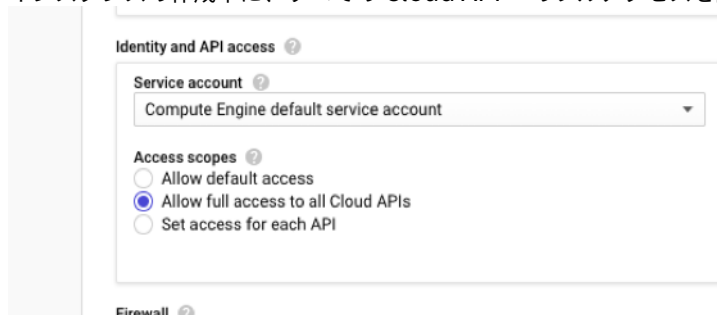 Identity and API access
Service account
Compute Engine default service account
Access scopes
Allow default access
Allow full access to all Cloud APIs
Set access for each API
Firewall